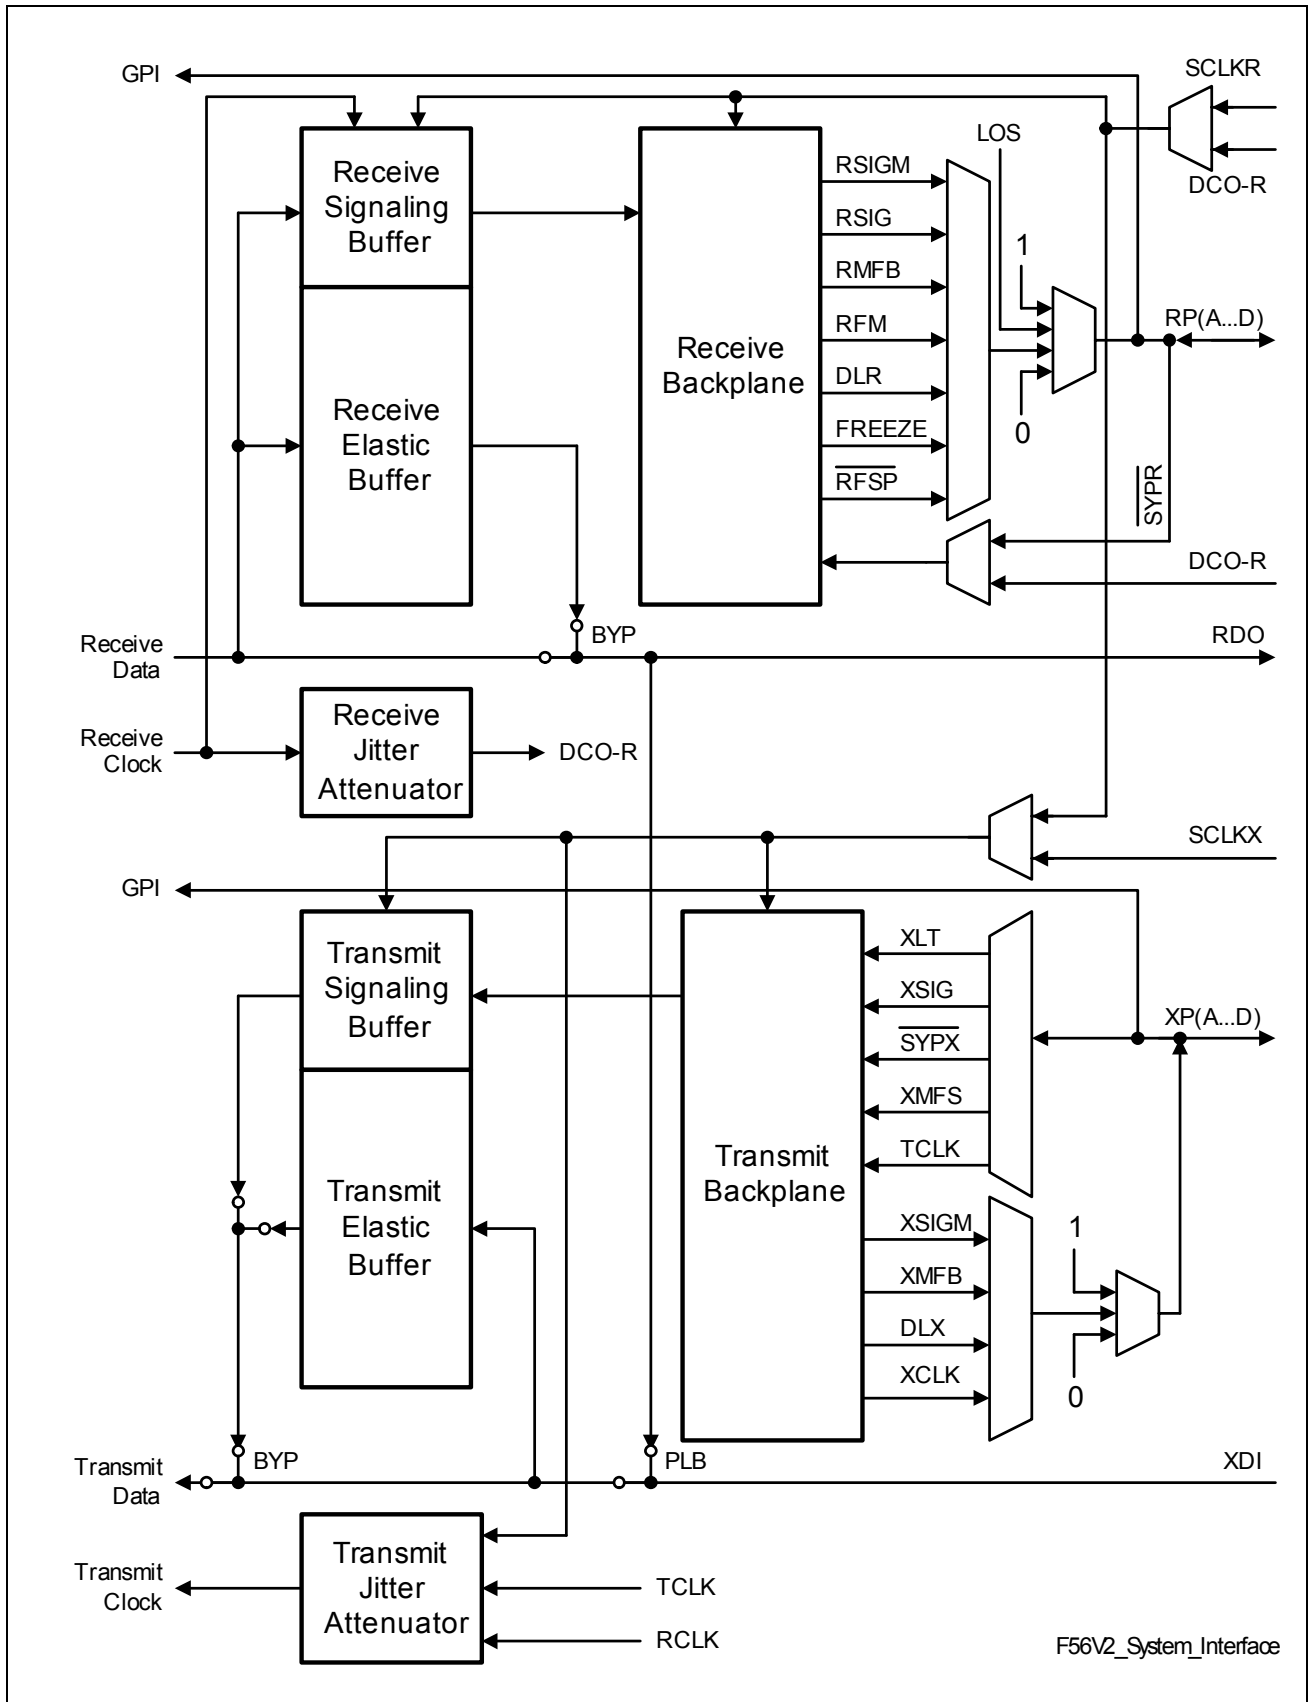 GPI
SCLKR
LOS
DCO-R
Receive
Signaling
Buffer
RSIGM
RSIG
RMFB
RFM
DLR
FREEZE
RFSP
1
0
RP(A...D)
Receive
Backplane
Receive
Elastic
Buffer
SYPR
DCO-R
BYP
RDO
Receive
Data
Receive
Clock
Receive
Jitter
Attenuator
DCO-R
SCLKX
GPI
Transmit
Signaling
Buffer
XLT
XSIG
SYPX
XMFS
TCLK
XP(A...D)
Transmit
Backplane
Transmit
Elastic
Buffer
XSIGM
XMFB
DLX
XCLK
1
0
BYP
PLB
XDI
Transmit
Data
Transmit
Jitter
Attenuator
Transmit
Clock
TCLK
RCLK
F56V2_System_Interface